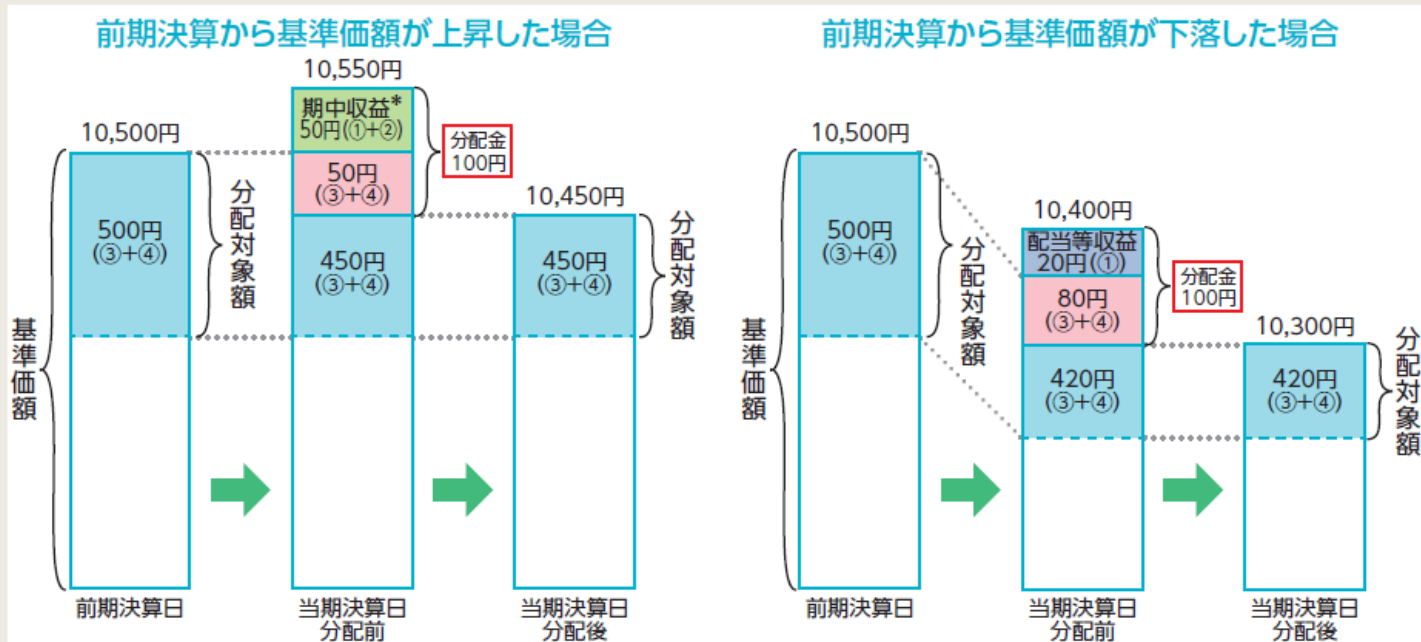 前期決算から基準価額が上昇した場合
10,500円
500円
(③+④)
分配対象額
基準価額
前期決算日
10,550円
期中収益*
50円(①+②)
50円
(③+④)
分配金
100円
450円
(③+④)
当期決算日
分配前
10,450円
450円
(③+④)
分配対象額
当期決算日
分配後
前期決算から基準価額が下落した場合
10,500円
500円
(③+④)
分配対象額
基準価額
前期決算日
10,400円
配当等収益
20円(①)
80円
(③+④)
分配金
100円
420円
(③+④)
当期決算日
分配前
10,300円
420円
(③+④)
分配対象額
当期決算日
分配後